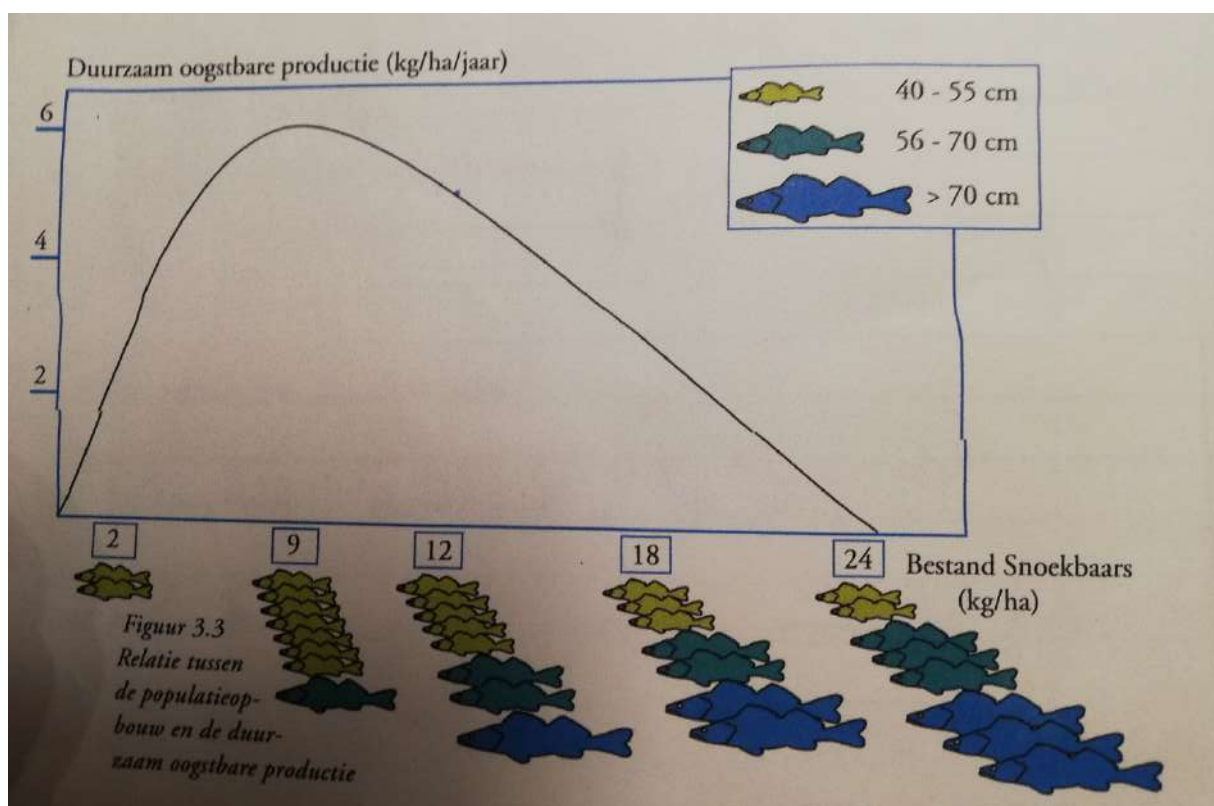 Duurzaam oogstbare productie (kg/ha/jaar)
40 - 55 cm
56 - 70 cm
> 70 cm
6
4
2
2
9
12
18
24
Bestand Snoekbaars
(kg/ha)
Figuur 3.3
Relatie tussen
de populatieop-
bouw en de duur-
zaam oogstbare productie